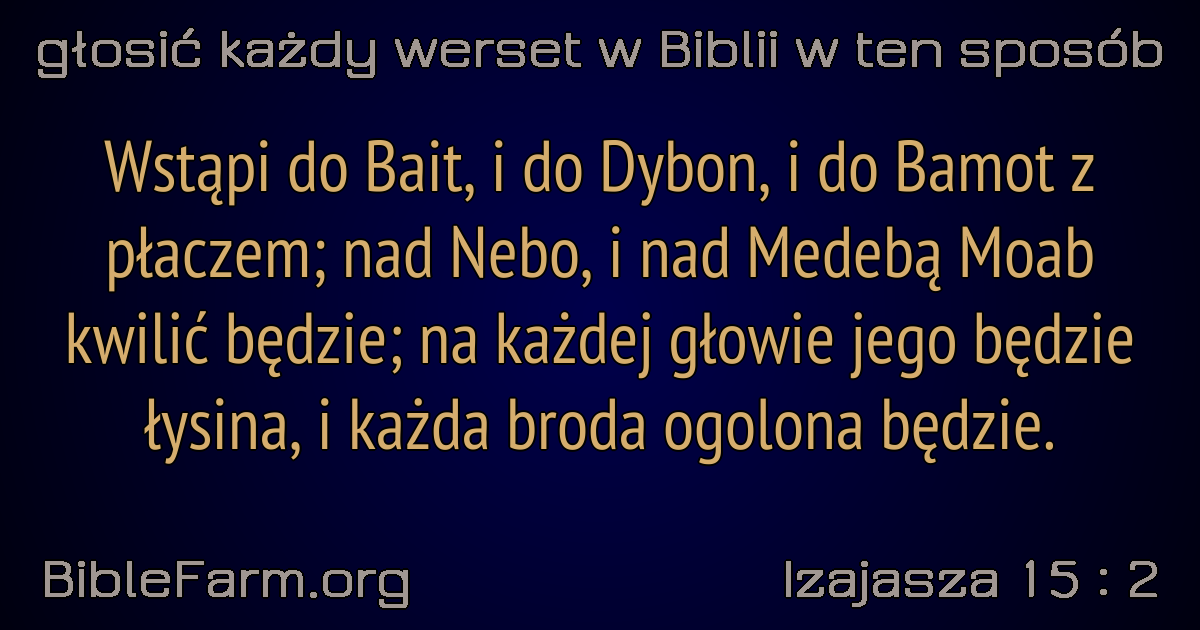 głosić każdy werset w Biblii w ten sposób
Wstąpi do Bait, i do Dybon, i do Bamot z
płaczem; nad Nebo, i nad Medebą Moab
kwilić będzie; na każdej głowie jego będzie
łysina, i każda broda ogolona będzie.
BibleFarm.org
Izajasza 15 : 2